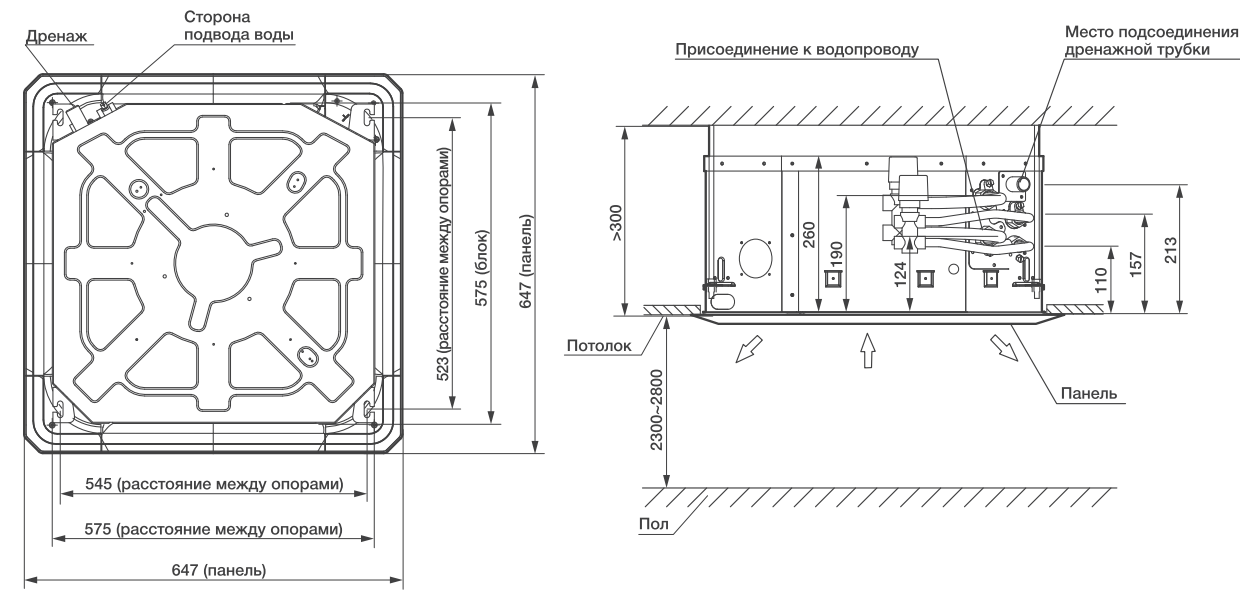 Сторона
подвода воды
Дренаж
523 (расстояние между опорами)
575 (блок)
647 (панель)
545 (расстояние между опорами)
575 (расстояние между опорами)
647 (панель)
Место подсоединения
дренажной трубки
Присоединение к водопроводу
>300
260
190
124
110
157
213
Потолок
Панель
2300~2800
Пол